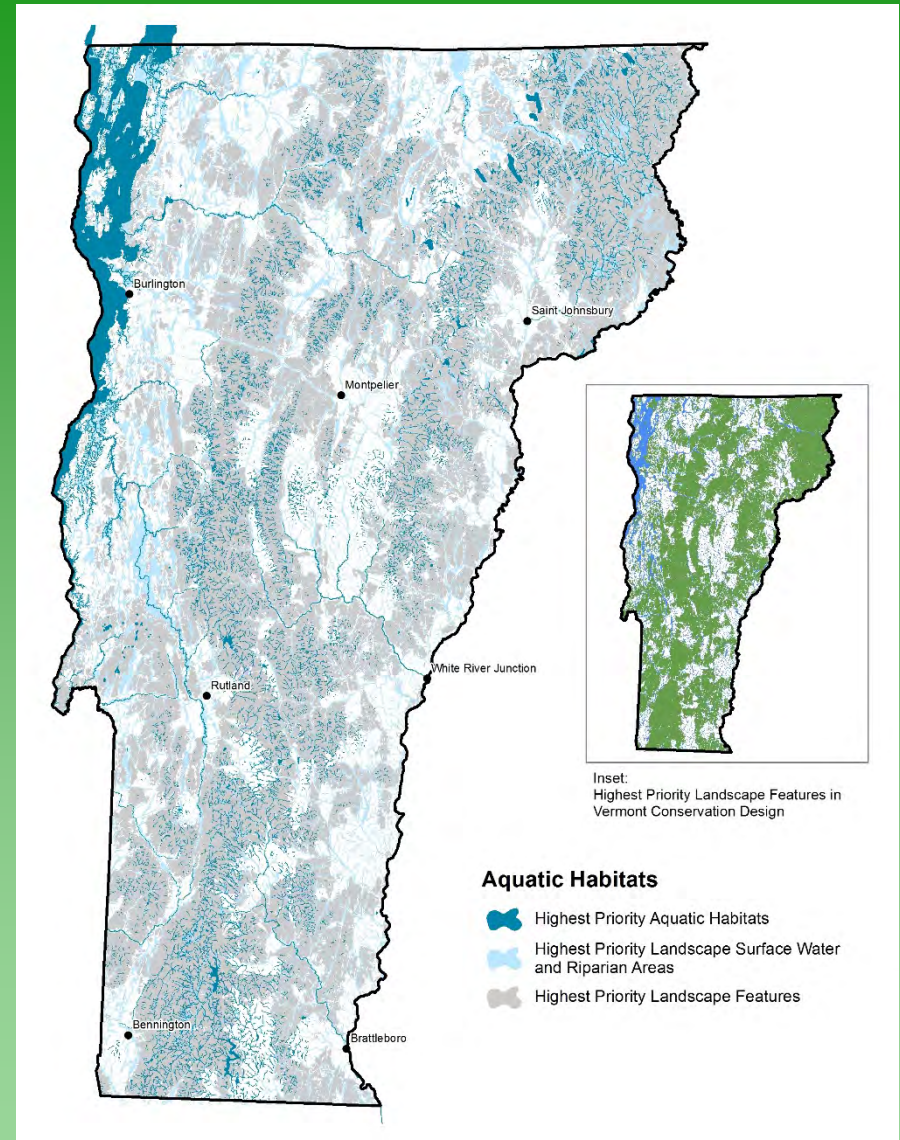 Burlington
Saint Johnsbury
Montpelier
White River Junction
Rutland
Inset:
Highest Priority Landscape Features in
Vermont Conservation Design
Aquatic Habitats
Highest Priority Aquatic Habitats
Highest Priority Landscape Surface Water
and Riparian Areas
Highest Priority Landscape Features
Bennington
Brattleboro